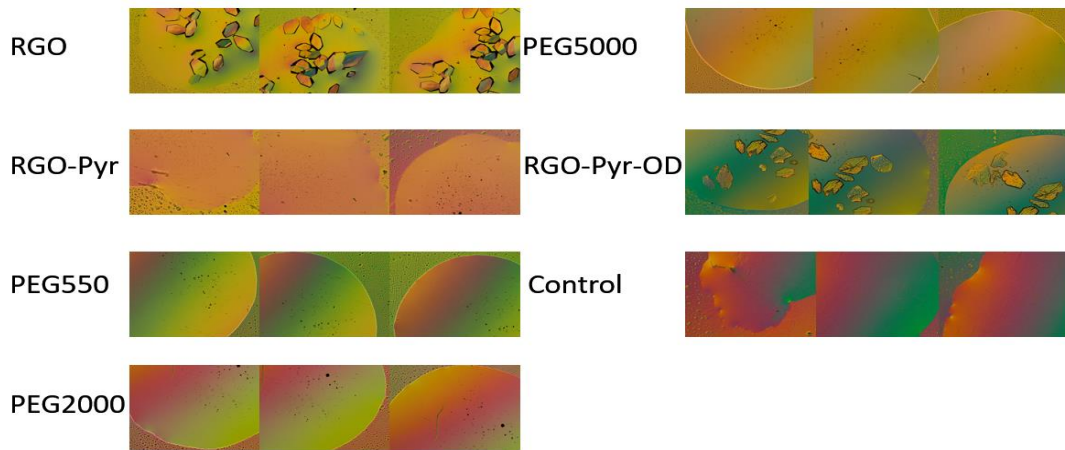 RGO
PEG5000
RGO-Pyr
RGO-Pyr-OD
PEG550
Control
PEG2000